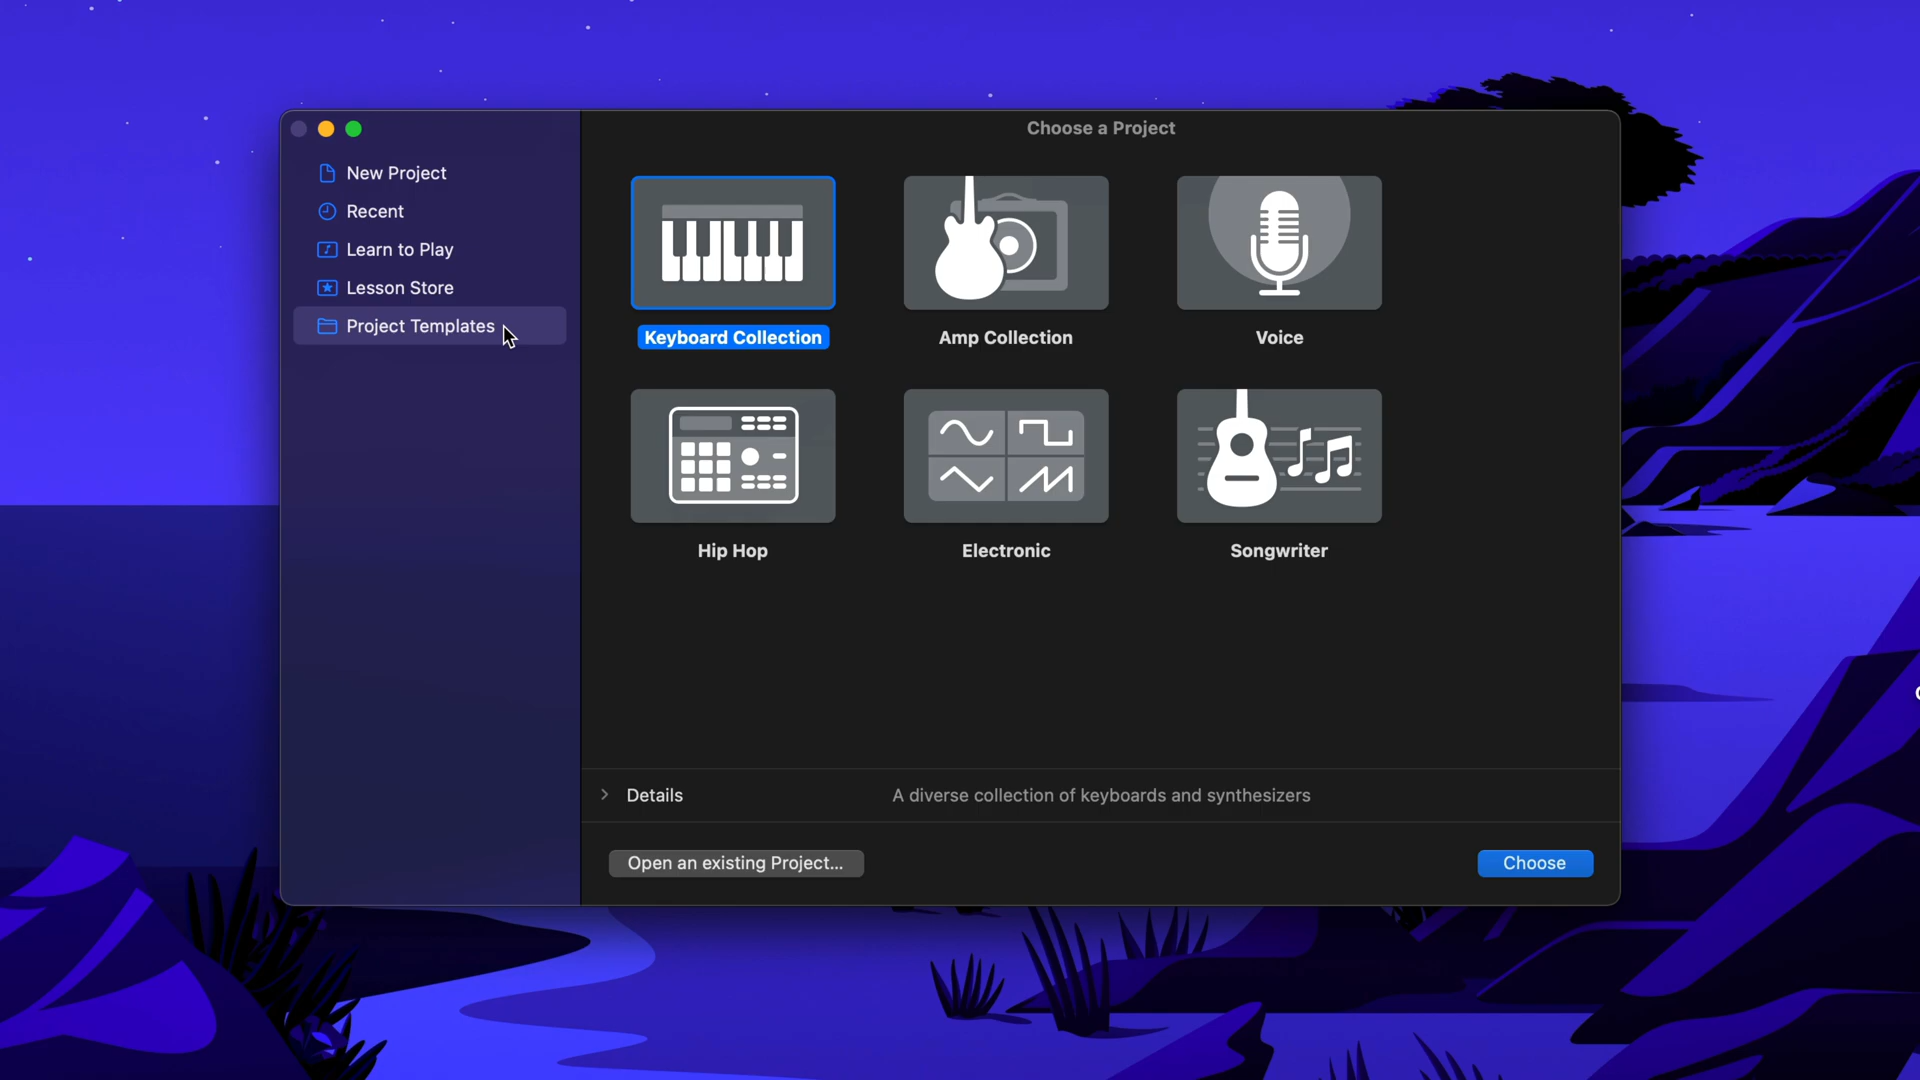 Choose a Project
New Project
Recent
Learn to Play
Lesson Store
Project Templates
Keyboard Collection
Amp Collection
Voice
Hip Hop
Electronic
Songwriter
Details
A diverse collection of keyboards and synthesizers
Open an existing Project...
Choose